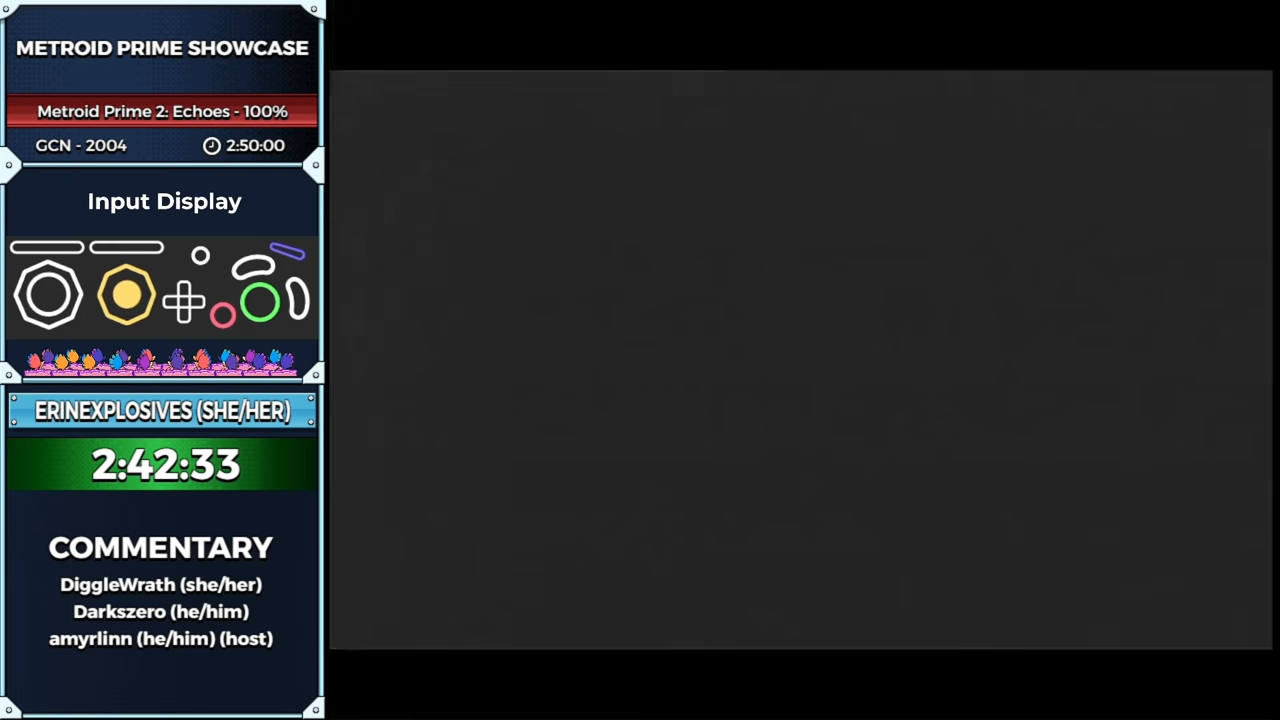 METROID PRIME SHOWCASE
Metroid Prime 2: Echoes - 100%
GCN - 2004 2:50:00
Input Display
ERINEXPLOSIVES (SHE/HER)
2:42:33
COMMENTARY
DiggleWrath (she/her)
Darkszero (he/him)
amyrlinn (he/him) (host)